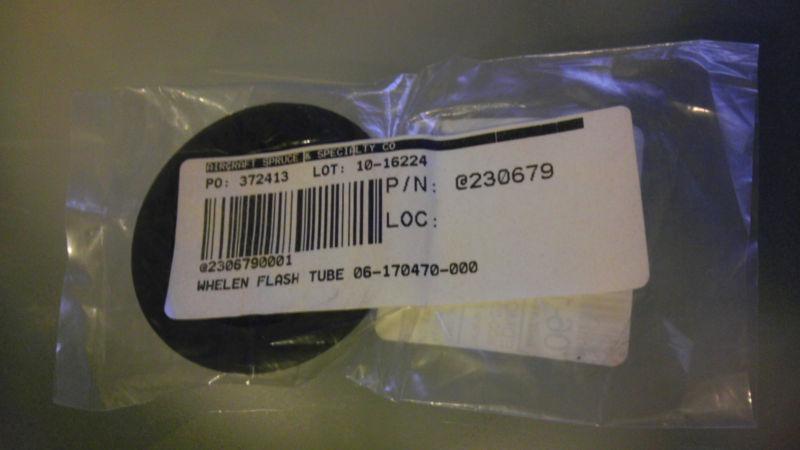 AIRCRAFT SPRUCE & SPECIALTY CO
PO: 372413 LOT: 10-16224
P/N: @230679
LOC:
@2306790001
WHELEN FLASH TUBE 06-170470-000